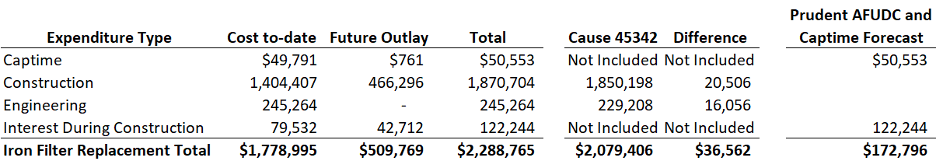 Prudent AFUDC and
Expenditure Type Cost to-date Future Outlay Total Cause 45342 Difference Captime Forecast
Captime $49,791 $761 $50,553 Not Included Not Included $50,553
Construction 1,404,407 466,296 1,870,704 1,850,198 20,506
Engineering 245,264 - 245,264 229,208 16,056
Interest During Construction 79,532 42,712 122,244 Not Included Not Included 122,244
Iron Filter Replacement Total $1,778,995 $509,769 $2,288,765 $2,079,406 $36,562 $172,796